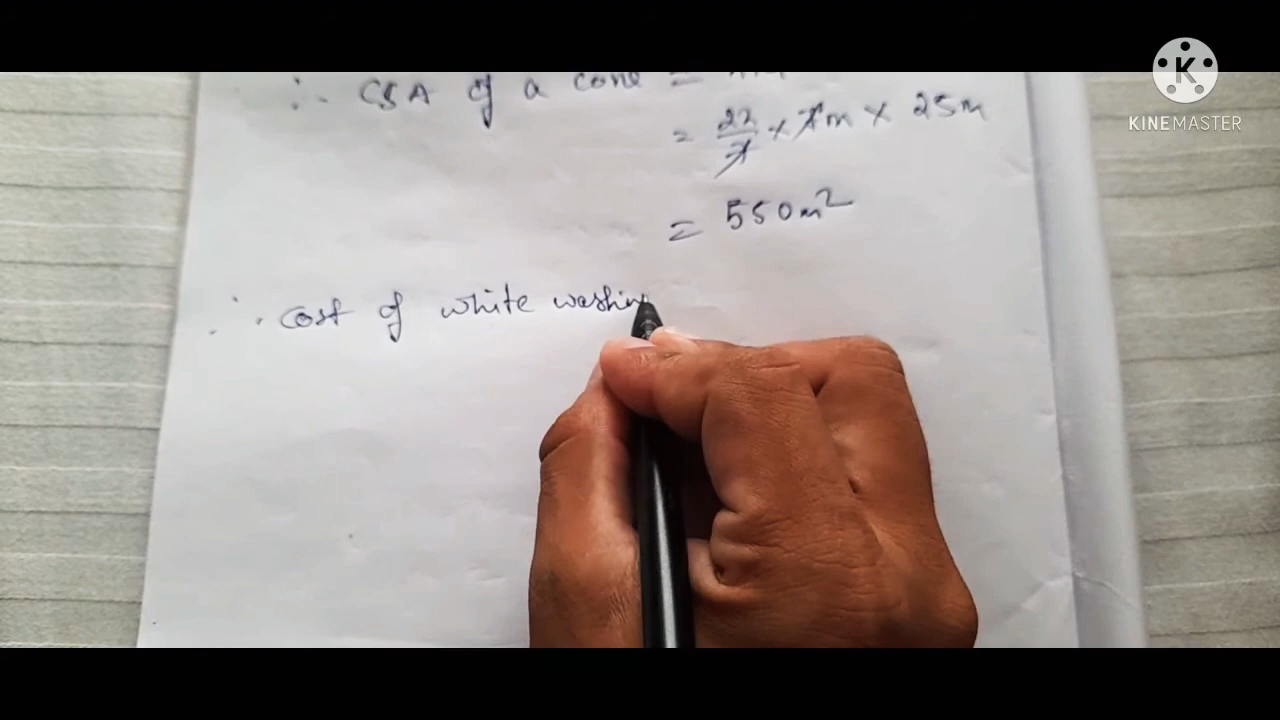 ∴ CSA of a cone =
= 22/7 × 7m × 25m
= 550m²
∴ cost of white washin
K
KINEMASTER